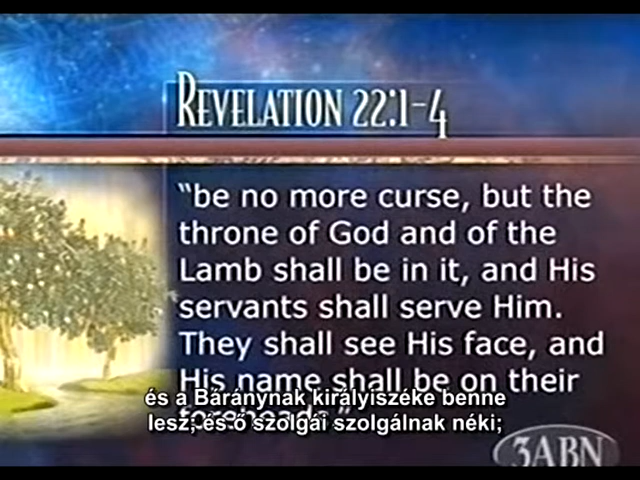 REVELATION 22:1-4
"be no more curse, but the
throne of God and of the
Lamb shall be in it, and His
servants shall serve Him.
They shall see His face, and
His name shall be on their
és a Báránynak királyiszéke benne
lesz; és ő szolgái szolgálnak néki;
3ABN